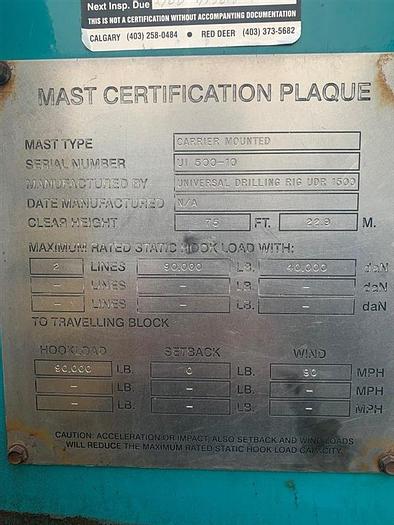 Next Insp. Due
THIS IS NOT A CERTIFICATION WITHOUT ACCOMPANYING DOCUMENTATION
CALGARY (403) 258-0484 • RED DEER (403) 373-5682
MAST CERTIFICATION PLAQUE
MAST TYPE CARRIER MOUNTED
SERIAL NUMBER UI 500-10
MANUFACTURED BY UNIVERSAL DRILLING RIG UDR 1500
DATE MANUFACTURED N/A
CLEAR HEIGHT 75 FT. 22.9 M.
MAXIMUM RATED STATIC HOOK LOAD WITH:
2 LINES 90,000 LB. 40,000 daN
- LINES - LB. - daN
- LINES - LB. - daN
TO TRAVELLING BLOCK
HOOKLOAD SETBACK WIND
90,000 LB. 0 LB. 90 MPH
- LB. - LB. - MPH
- LB. - LB. - MPH
CAUTION: ACCELERATION OR IMPACT, ALSO SETBACK AND WIND LOADS
WILL REDUCE THE MAXIMUM RATED STATIC HOOK LOAD CAPACITY.